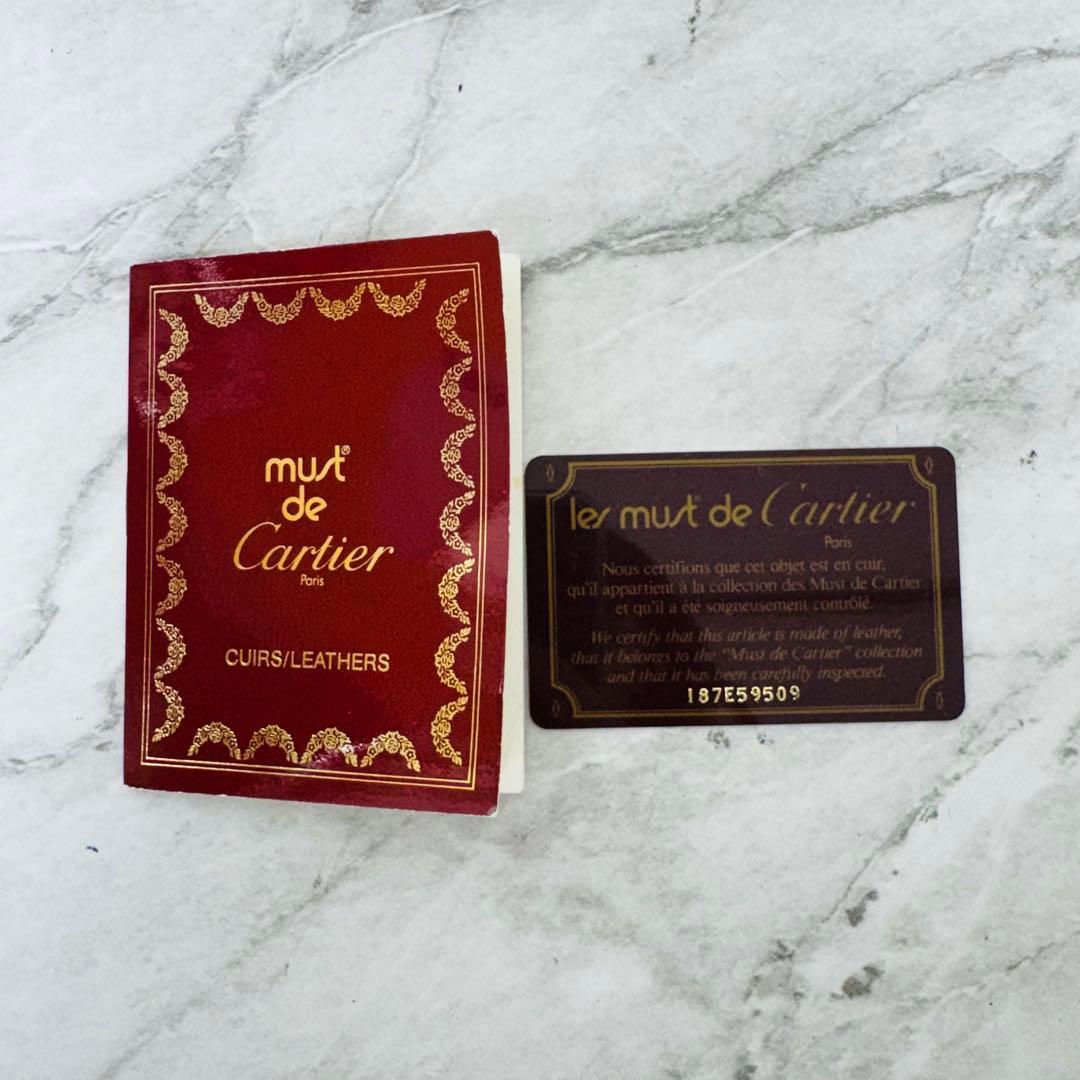 must®
de
Cartier
Paris
CUIRS/LEATHERS
les must de Cartier
Paris
Nous certifions que cet objet est en cuir,
qu'il appartient à la collection des Must de Cartier
et qu'il a été soigneusement contrôlé.
We certify that this article is made of leather,
that it belongs to the "Must de Cartier" collection
and that it has been carefully inspected.
187E59509